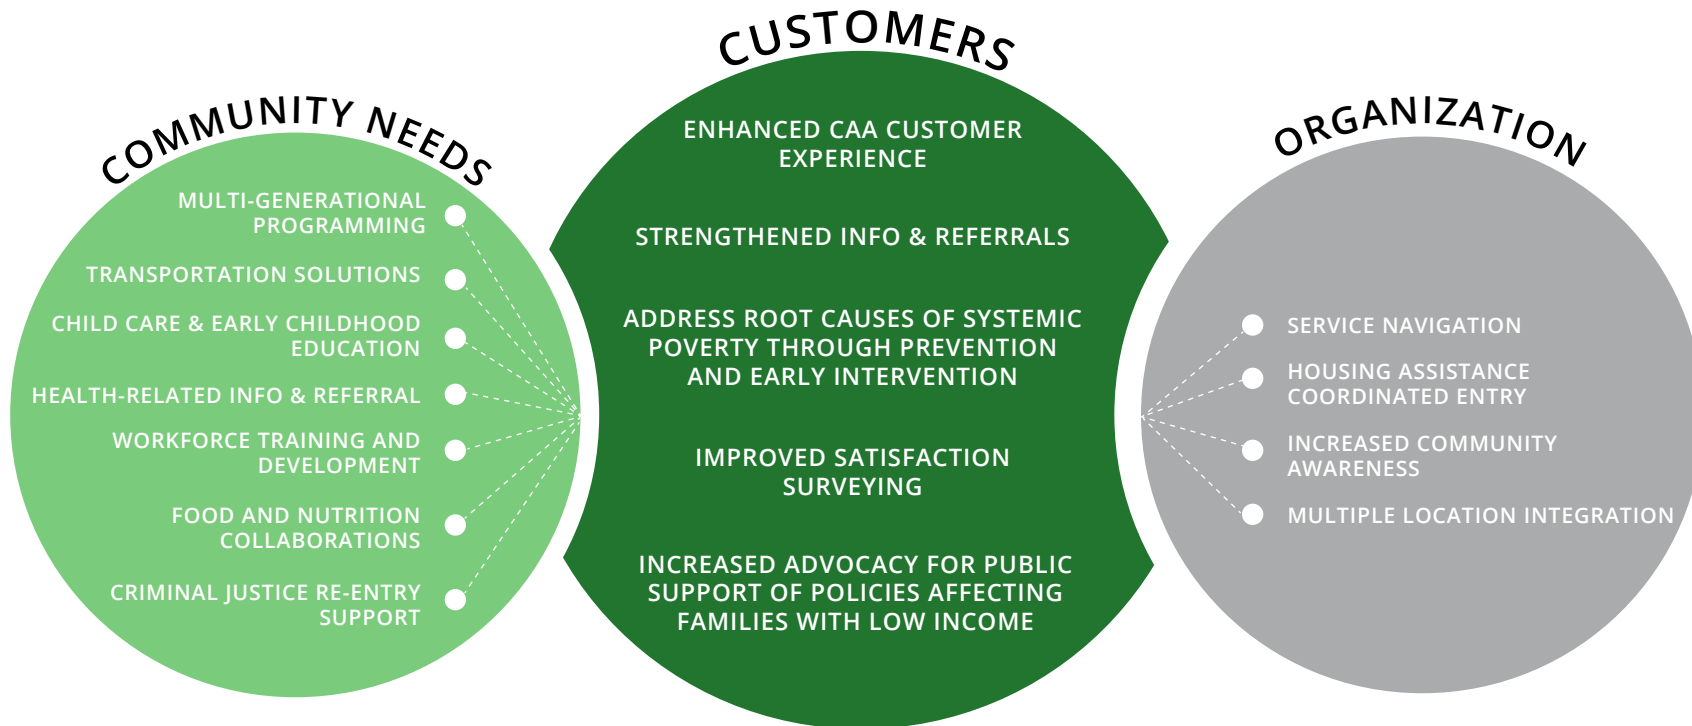 COMMUNITY NEEDS
MULTI-GENERATIONAL
PROGRAMMING
TRANSPORTATION SOLUTIONS
CHILD CARE & EARLY CHILDHOOD
EDUCATION
HEALTH-RELATED INFO & REFERRAL
WORKFORCE TRAINING AND
DEVELOPMENT
FOOD AND NUTRITION
COLLABORATIONS
CRIMINAL JUSTICE RE-ENTRY
SUPPORT
CUSTOMERS
ENHANCED CAA CUSTOMER
EXPERIENCE
STRENGTHENED INFO & REFERRALS
ADDRESS ROOT CAUSES OF SYSTEMIC
POVERTY THROUGH PREVENTION
AND EARLY INTERVENTION
IMPROVED SATISFACTION
SURVEYING
INCREASED ADVOCACY FOR PUBLIC
SUPPORT OF POLICIES AFFECTING
FAMILIES WITH LOW INCOME
ORGANIZATION
SERVICE NAVIGATION
HOUSING ASSISTANCE
COORDINATED ENTRY
INCREASED COMMUNITY
AWARENESS
MULTIPLE LOCATION INTEGRATION